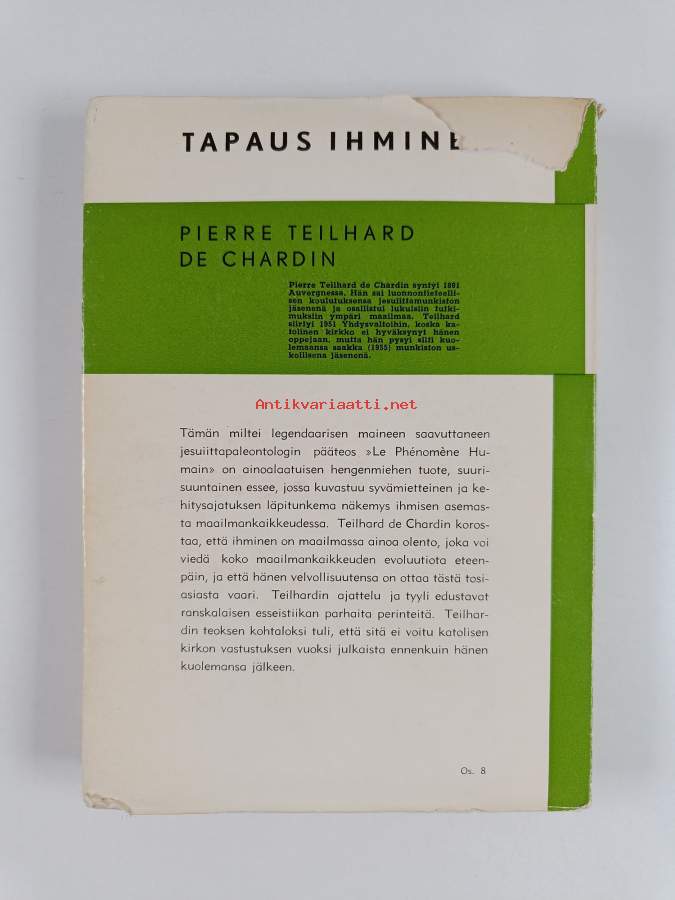 TAPAUS IHMINE
PIERRE TEILHARD
DE CHARDIN
Pierre Teilhard de Chardin syntyi 1881
Auvergnessa. Hän sai luonnontieteelli-
sen koulutuksensa jesuiittamunkiston
jäsenenä ja osallistui lukuisiin tutki-
muksiin ympäri maailmaa. Teilhard
siirtyi 1951 Yhdysvaltoihin, koska ka-
tolinen kirkko ei hyväksynyt hänen
oppejaan, mutta hän pysyi silti kuo-
lemaansa saakka (1955) munkiston us-
kollisena jäsenenä.
Antikvariaatti.net
Tämän miltei legendaarisen maineen saavuttaneen
jesuiittapaleontologin pääteos »Le Phénomène Hu-
main» on ainoalaatuisen hengenmiehen tuote, suuri-
suuntainen essee, jossa kuvastuu syvämietteinen ja ke-
hitysajatuksen läpitunkema näkemys ihmisen asemas-
ta maailmankaikkeudessa. Teilhard de Chardin koros-
taa, että ihminen on maailmassa ainoa olento, joka voi
viedä koko maailmankaikkeuden evoluutiota eteen-
päin, ja että hänen velvollisuutensa on ottaa tästä tosi-
asiasta vaari. Teilhardin ajattelu ja tyyli edustavat
ranskalaisen esseistiikan parhaita perinteitä. Teilhar-
din teoksen kohtaloksi tuli, että sitä ei voitu katolisen
kirkon vastustuksen vuoksi julkaista ennenkuin hänen
kuolemansa jälkeen.
Os. 8